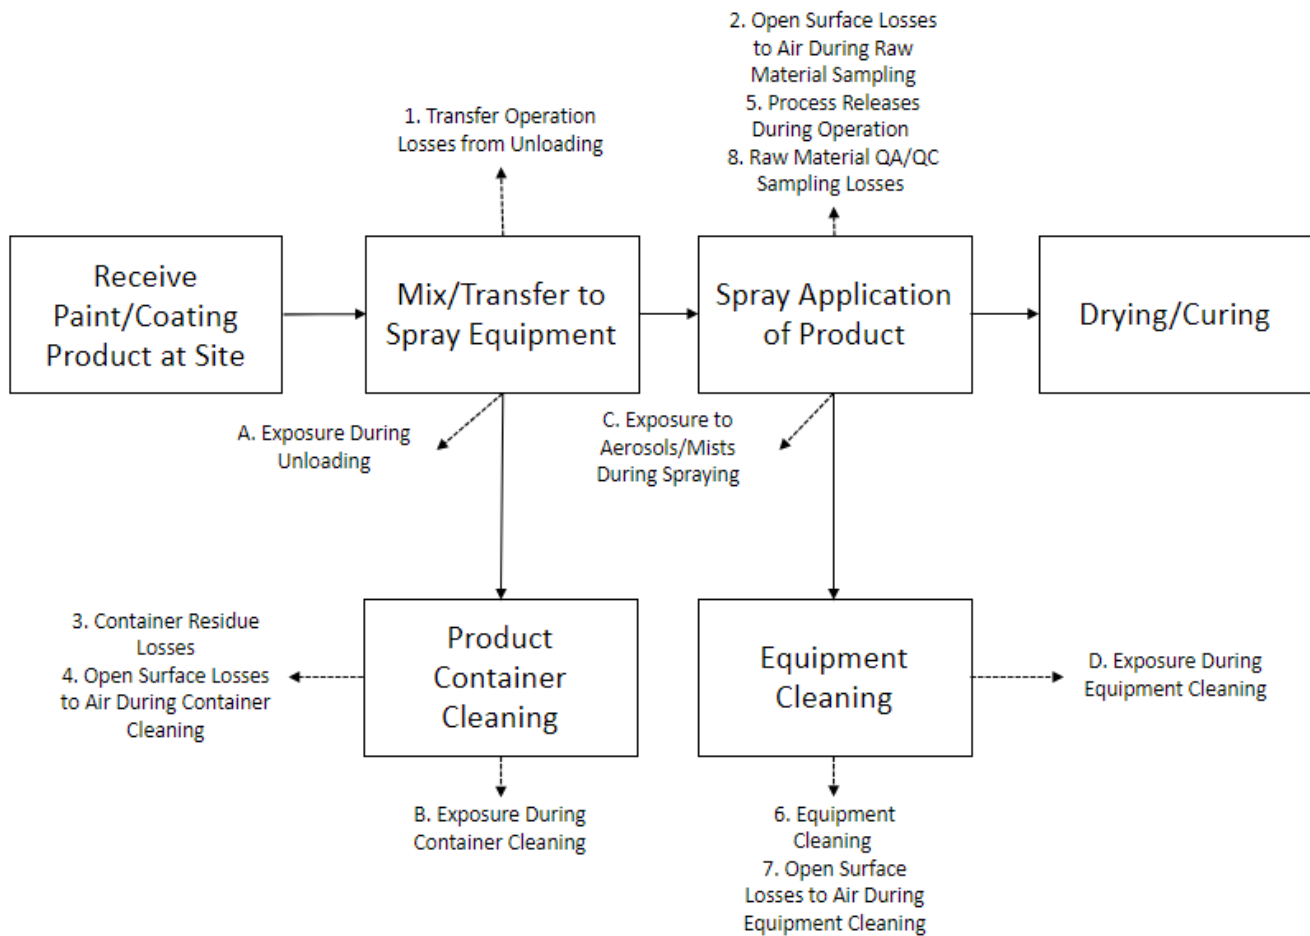 2. Open Surface Losses
to Air During Raw
Material Sampling
5. Process Releases
During Operation
8. Raw Material QA/QC
Sampling Losses
1. Transfer Operation
Losses from Unloading
Receive
Paint/Coating
Product at Site
Mix/Transfer to
Spray Equipment
Spray Application
of Product
Drying/Curing
A. Exposure During
Unloading
C. Exposure to
Aerosols/Mists
During Spraying
3. Container Residue
Losses
4. Open Surface Losses
to Air During Container
Cleaning
Product
Container
Cleaning
Equipment
Cleaning
D. Exposure During
Equipment Cleaning
B. Exposure During
Container Cleaning
6. Equipment
Cleaning
7. Open Surface
Losses to Air During
Equipment Cleaning